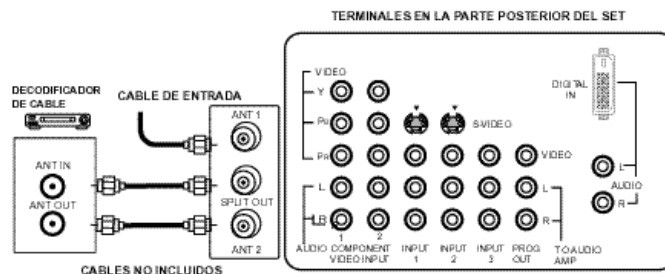 TERMINALES EN LA PARTE POSTERIOR DEL SET
DECODIFICADOR
DE CABLE
CABLE DE ENTRADA
ANT 1
ANT IN
ANT OUT
SPLIT OUT
ANT 2
CABLES NO INCLUIDOS
VIDEO
Y
PB
PR
S-VIDEO
VIDEO
L
R
L
R
AUDIO
COMPONENT
VIDEO INPUT
1
2
INPUT
1
INPUT
2
INPUT
3
PROG
OUT
TO AUDIO
AMP
DIGITAL
IN
L
AUDIO
R